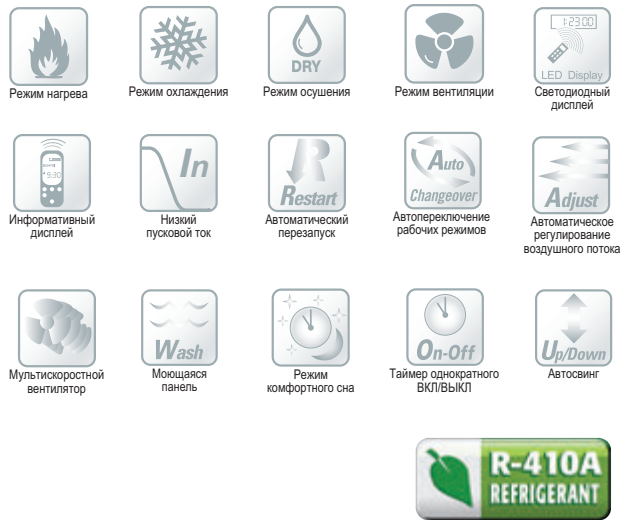 1:23:00
DRY
LED Display
Режим нагрева
Режим охлаждения
Режим осушения
Режим вентиляции
Светодиодный
дисплей
9:30
In
Restart
Auto
Changeover
Adjust
Информативный
дисплей
Низкий
пусковой ток
Автоматический
перезапуск
Автопереключение
рабочих режимов
Автоматическое
регулирование
воздушного потока
Wash
On-Off
Up/Down
Мультискоростной
вентилятор
Моющаяся
панель
Режим
комфортного сна
Таймер однократного
ВКЛ/ВЫКЛ
Автосвинг
R-410A
REFRIGERANT